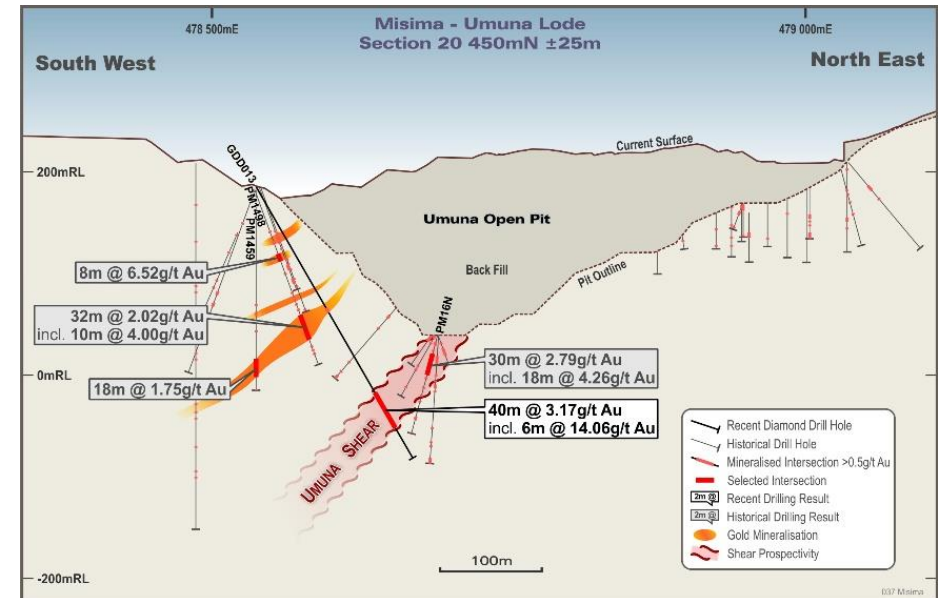 Misima - Umuna Lode
Section 20 450mN ±25m
478 500mE
479 000mE
South West
North East
Current Surface
200mRL
GDD013
PM1498
PM1459
Umuna Open Pit
Back Fill
Pit Outline
8m @ 6.52g/t Au
32m @ 2.02g/t Au
incl. 10m @ 4.00g/t Au
PM16N
30m @ 2.79g/t Au
incl. 18m @ 4.26g/t Au
0mRL
18m @ 1.75g/t Au
40m @ 3.17g/t Au
incl. 6m @ 14.06g/t Au
UMUNA SHEAR
Recent Diamond Drill Hole
Historical Drill Hole
Mineralised Intersection >0.5g/t Au
Selected Intersection
2m @ Recent Drilling Result
2m @ Historical Drilling Result
Gold Mineralisation
Shear Prospectivity
100m
-200mRL
037 Misima